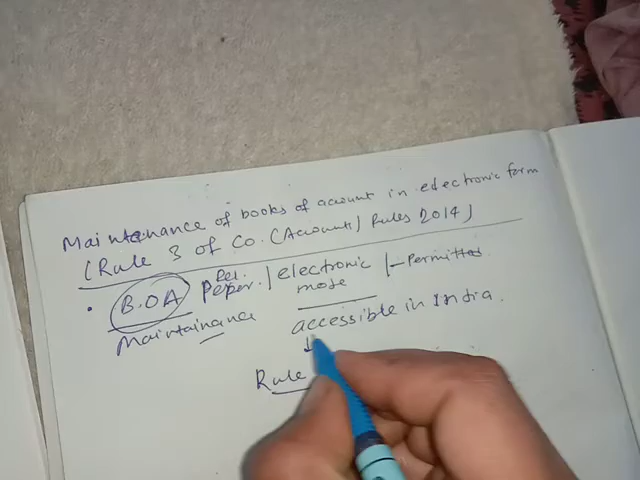 Maintenance of books of account in electronic form
(Rule 3 of Co. (Accounts) Rules 2014)
• B.O.A Paper. / electronic mode - Permitted
Maintainance
accessible in India.
↓
Rule